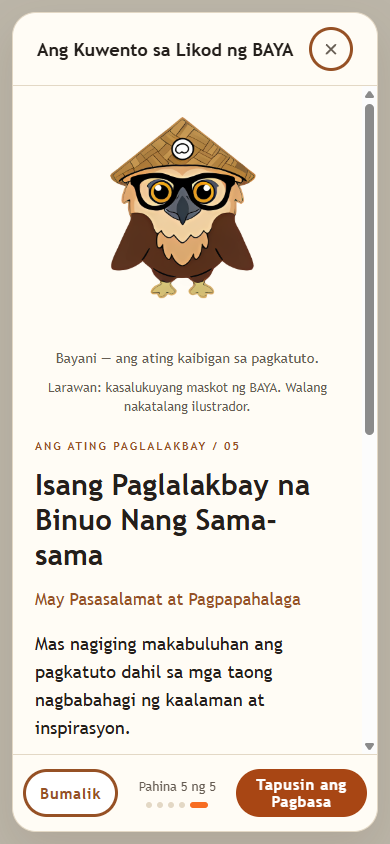 Ang Kuwento sa Likod ng BAYA
Bayani — ang ating kaibigan sa pagkatuto.
Larawan: kasalukuyang maskot ng BAYA. Walang
nakatalang ilustrador.
ANG ATING PAGLALAKBAY / 05
Isang Paglalakbay na
Binuo Nang Sama-
sama
May Pasasalamat at Pagpapahalaga
Mas nagiging makabuluhan ang
pagkatuto dahil sa mga taong
nagbabahagi ng kaalaman at
inspirasyon.
Bumalik
Pahina 5 ng 5
Tapusin ang
Pagbasa